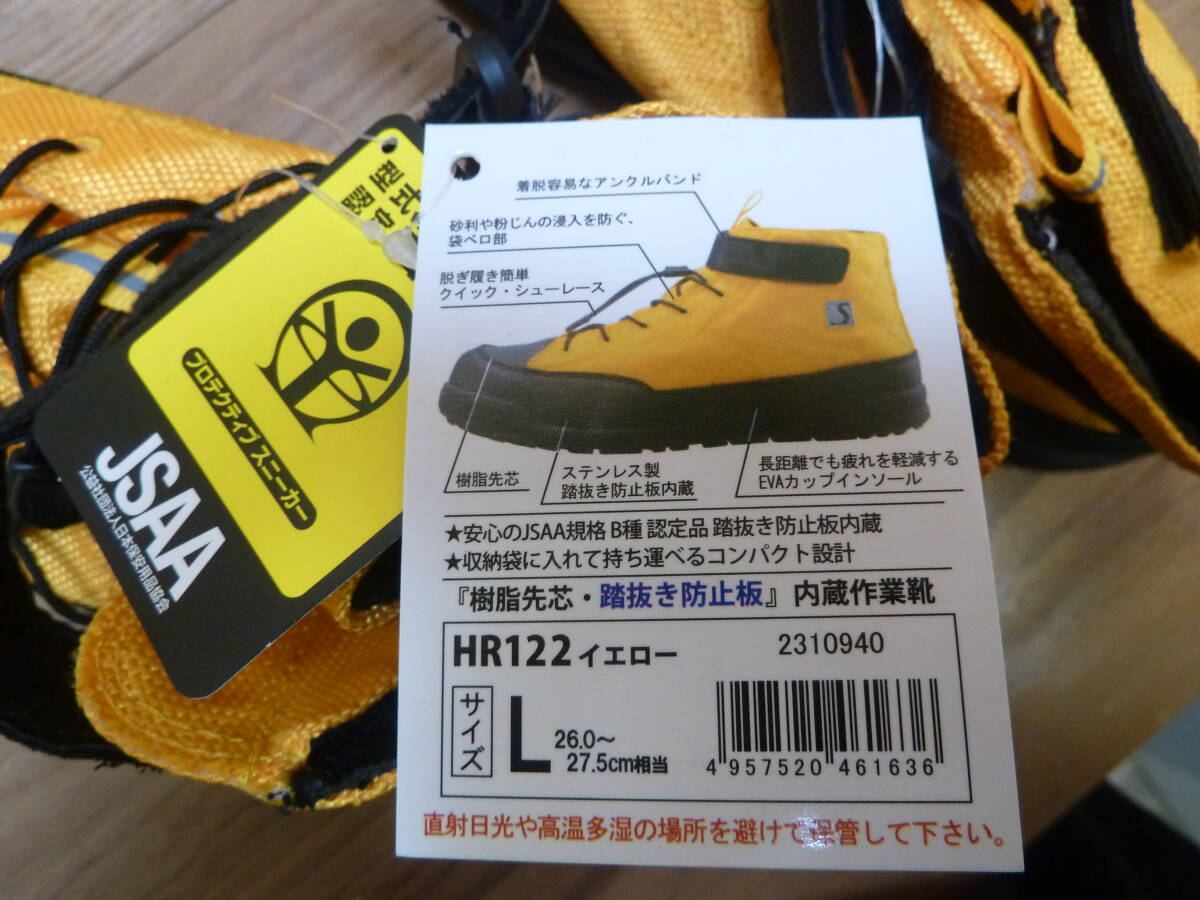 型式
認定
プロテクティブ スニーカー
JSAA
公益社団法人日本保安用品協会
着脱容易なアンクルバンド
砂利や粉じんの浸入を防ぐ、
袋ベロ部
脱ぎ履き簡単
クイック・シューレース
S
樹脂先芯
ステンレス製
踏抜き防止板内蔵
長距離でも疲れを軽減する
EVAカップインソール
★安心のJSAA規格 B種 認定品 踏抜き防止板内蔵
★収納袋に入れて持ち運べるコンパクト設計
『樹脂先芯・踏抜き防止板』内蔵作業靴
HR122 イエロー 2310940
サイズ
L
26.0～
27.5cm相当
4 957520 461636
直射日光や高温多湿の場所を避けて保管して下さい。